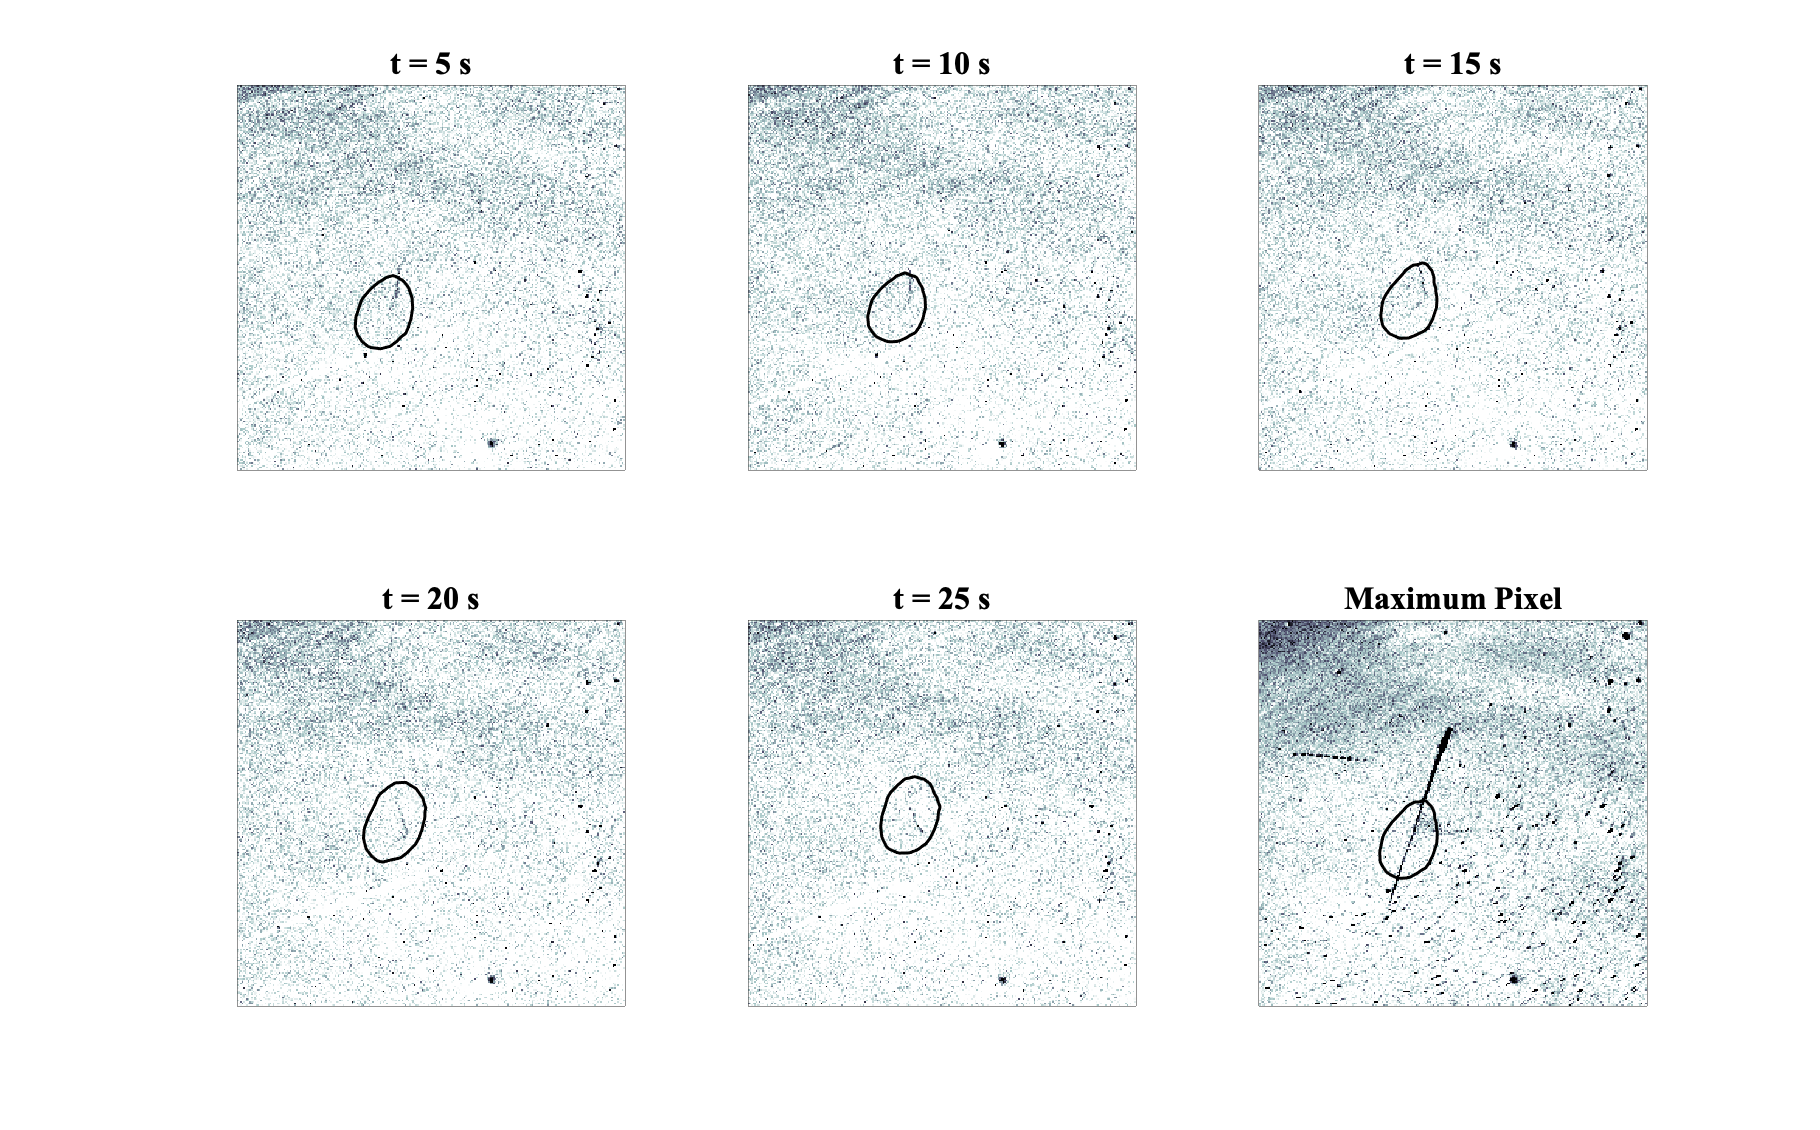 t = 5 s
t = 10 s
t = 15 s
t = 20 s
t = 25 s
Maximum Pixel